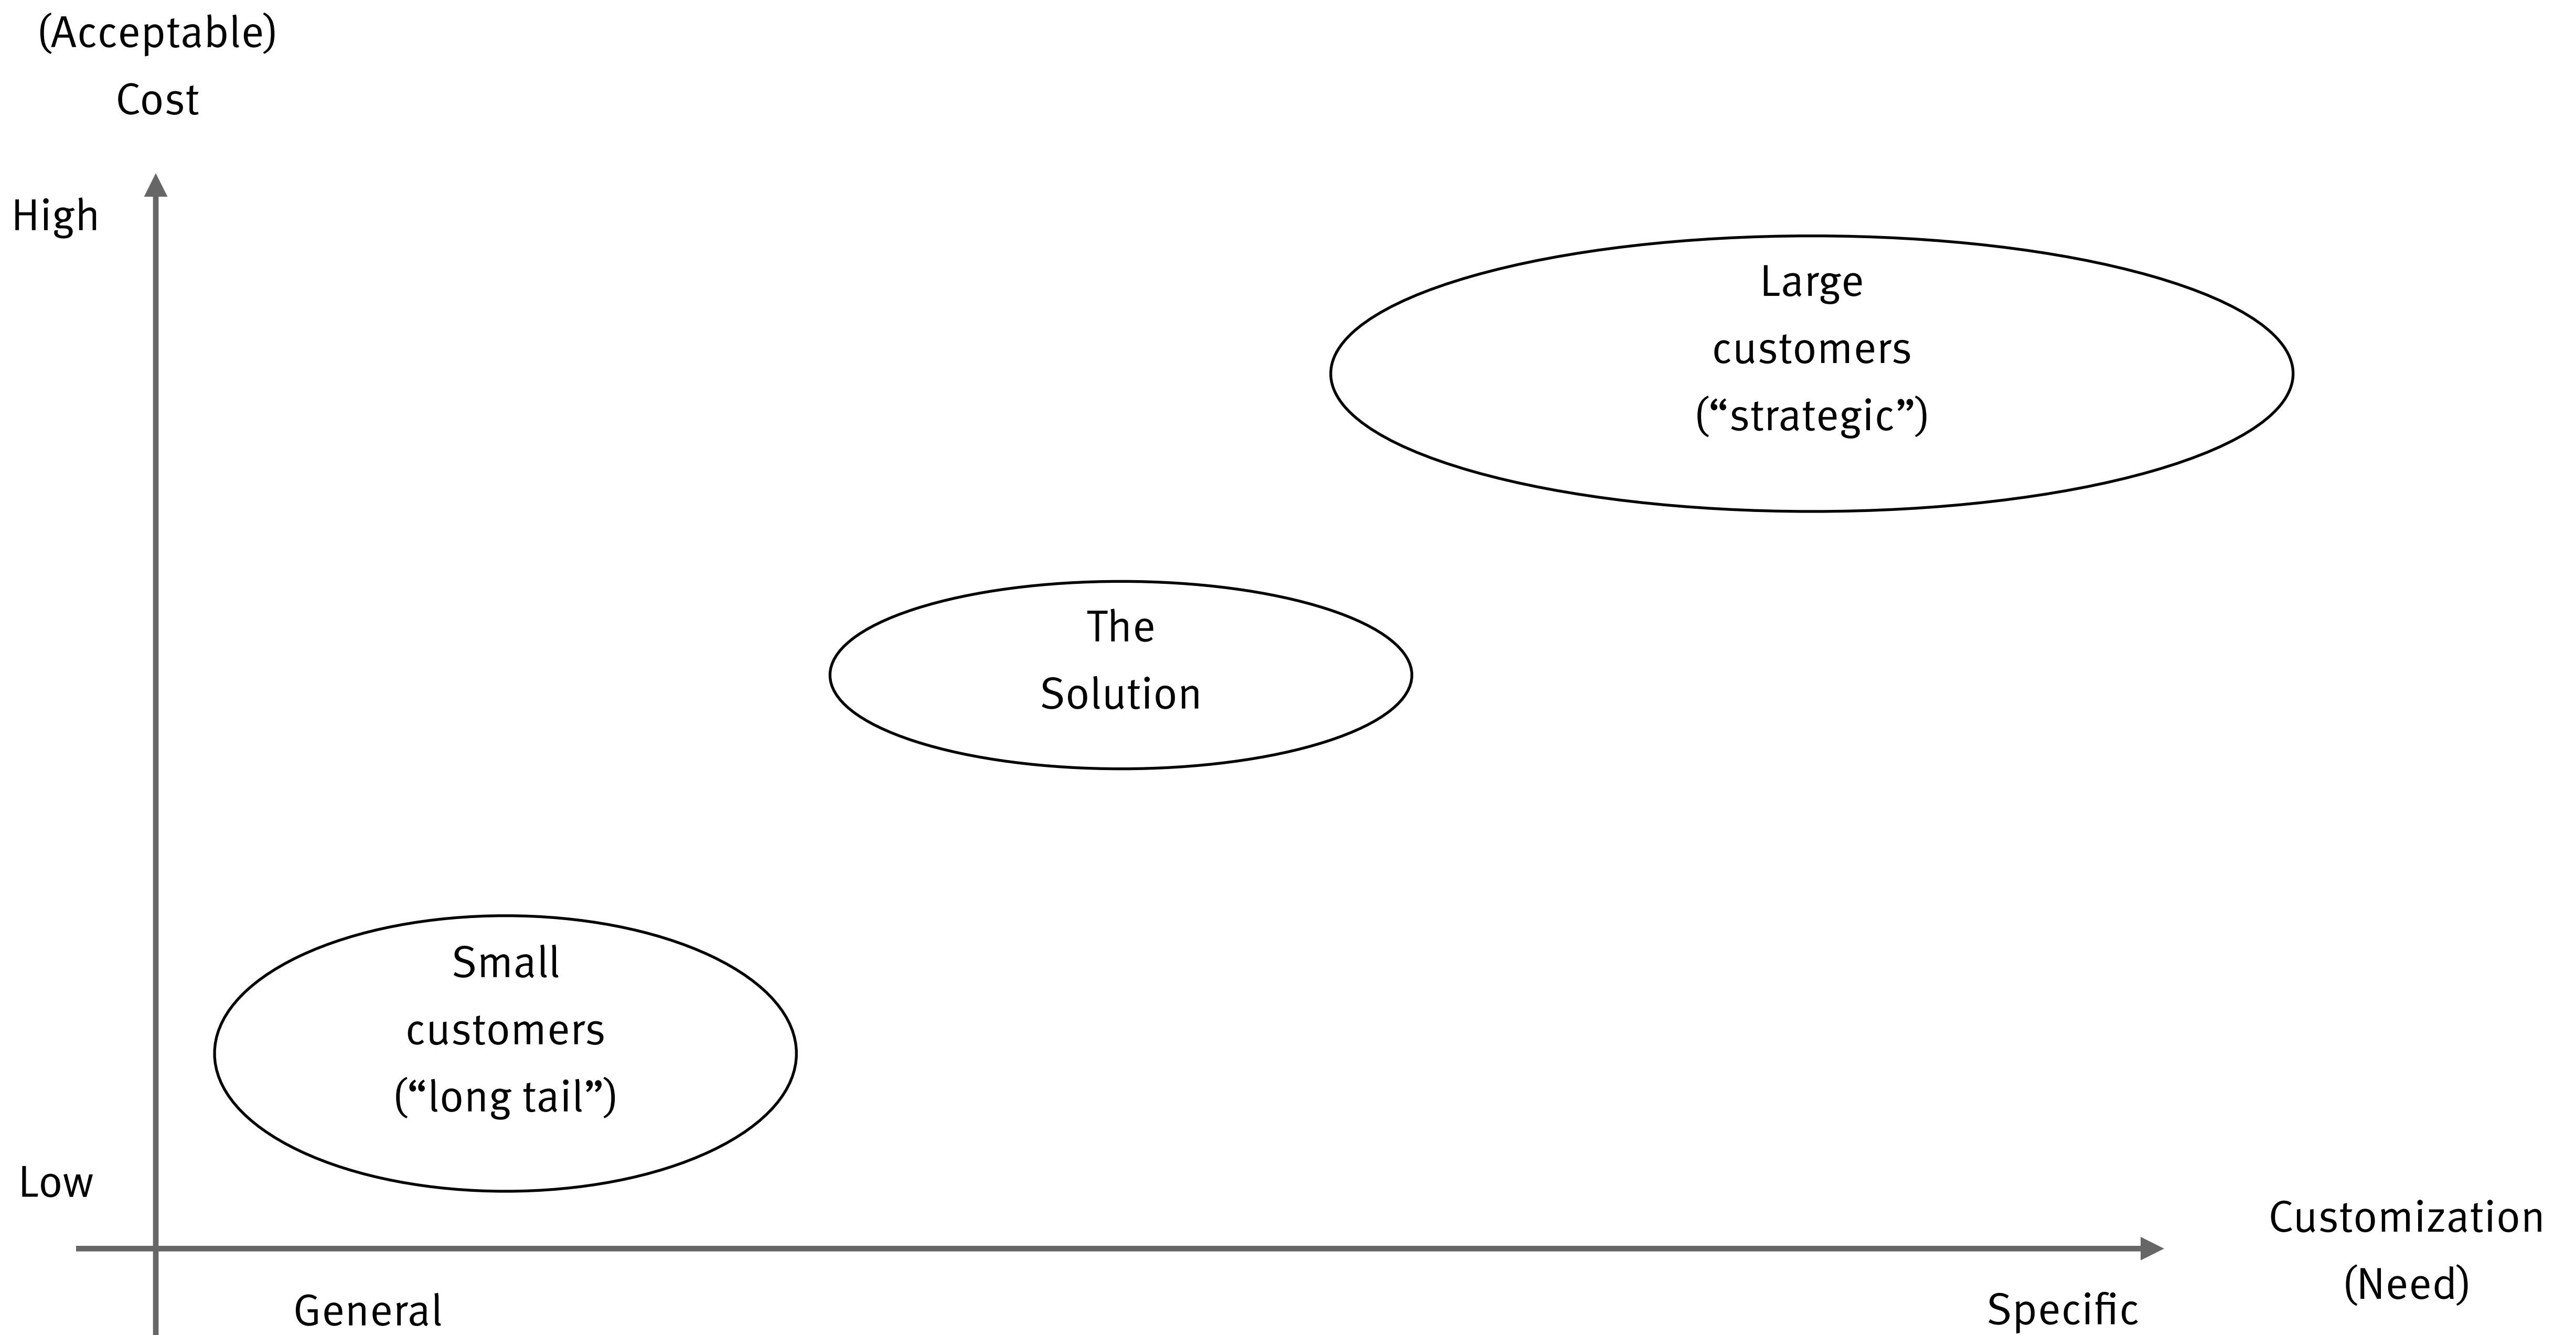 (Acceptable)
Cost
High
Large
customers
(“strategic”)
The
Solution
Small
customers
(“long tail”)
Low
Customization
(Need)
General
Specific